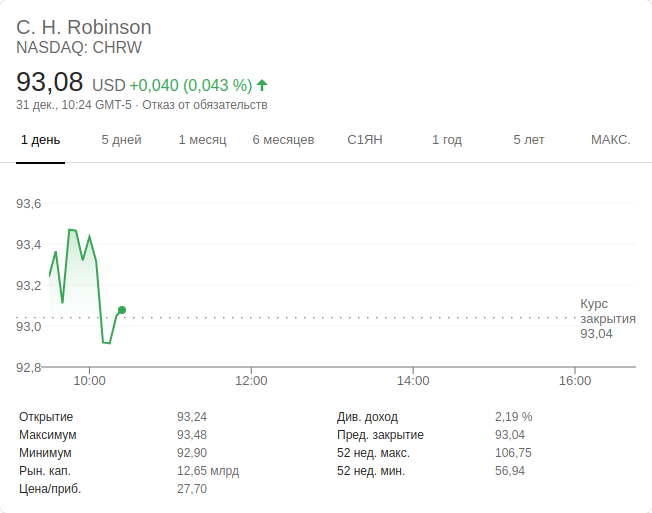 C. H. Robinson
NASDAQ: CHRW
93,08 USD +0,040 (0,043 %)
31 дек., 10:24 GMT-5 · Отказ от обязательств
1 день 5 дней 1 месяц 6 месяцев С1ЯН 1 год 5 лет МАКС.
93,6
93,4
93,2
93,0
92,8
Курс
закрытия
93,04
10:00 12:00 14:00 16:00
Открытие 93,24 Див. доход 2,19 %
Максимум 93,48 Пред. закрытие 93,04
Минимум 92,90 52 нед. макс. 106,75
Рын. кап. 12,65 млрд 52 нед. мин. 56,94
Цена/приб. 27,70